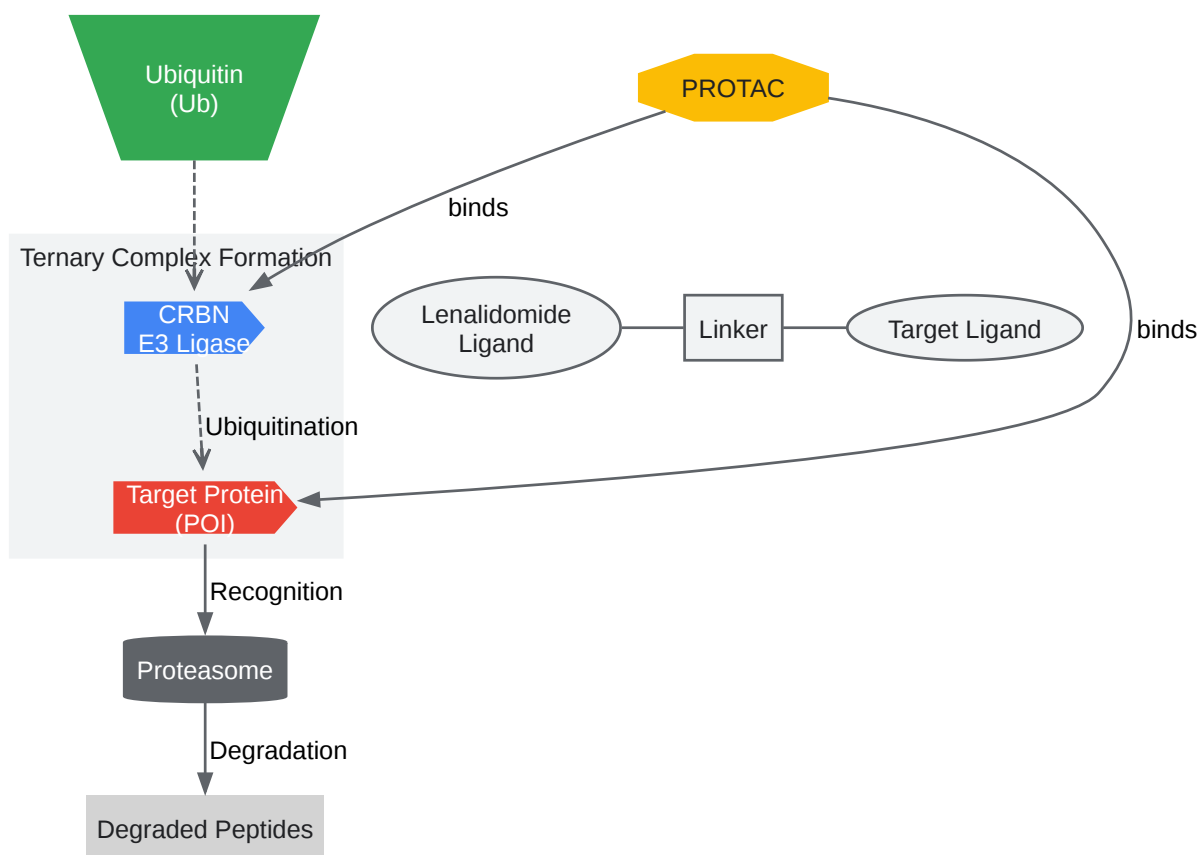 Ubiquitin
(Ub)
PROTAC
binds
Ternary Complex Formation
CRBN
E3 Ligase
Lenalidomide
Ligand
Linker
Target Ligand
binds
Ubiquitination
Target Protein
(POI)
Recognition
Proteasome
Degradation
Degraded Peptides